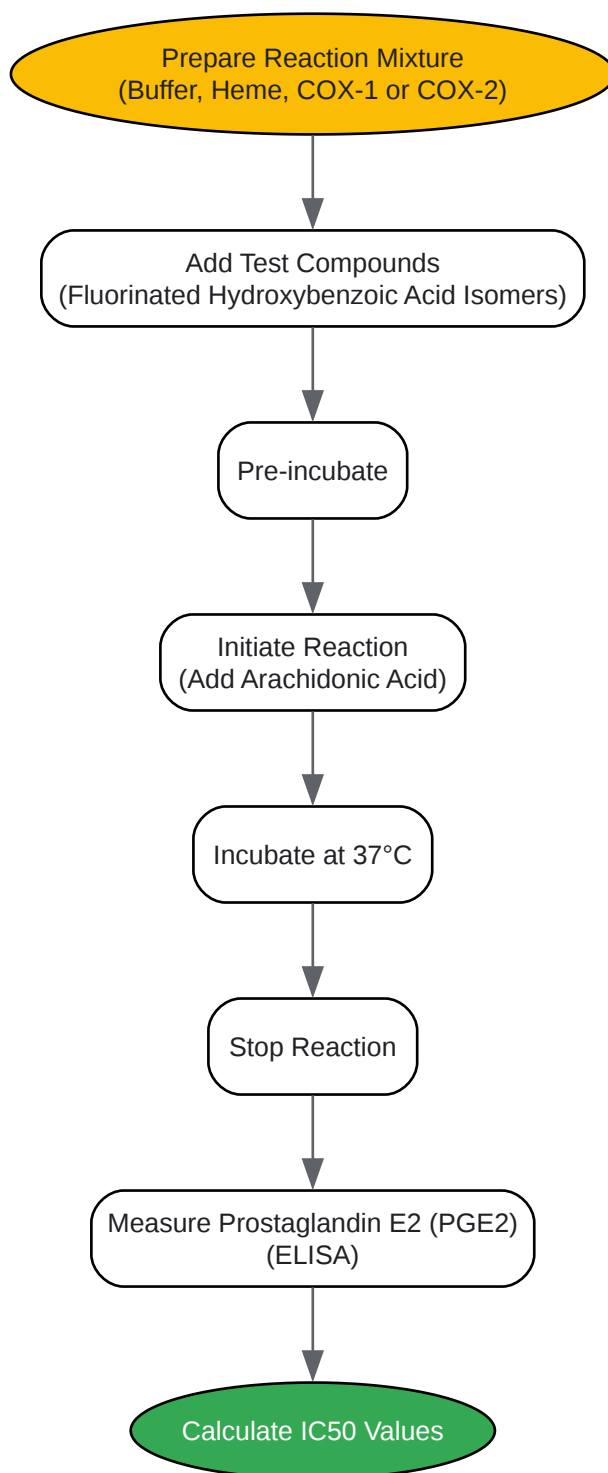 Prepare Reaction Mixture
(Buffer, Heme, COX-1 or COX-2)
Add Test Compounds
(Fluorinated Hydroxybenzoic Acid Isomers)
Pre-incubate
Initiate Reaction
(Add Arachidonic Acid)
Incubate at 37°C
Stop Reaction
Measure Prostaglandin E2 (PGE2)
(ELISA)
Calculate IC50 Values